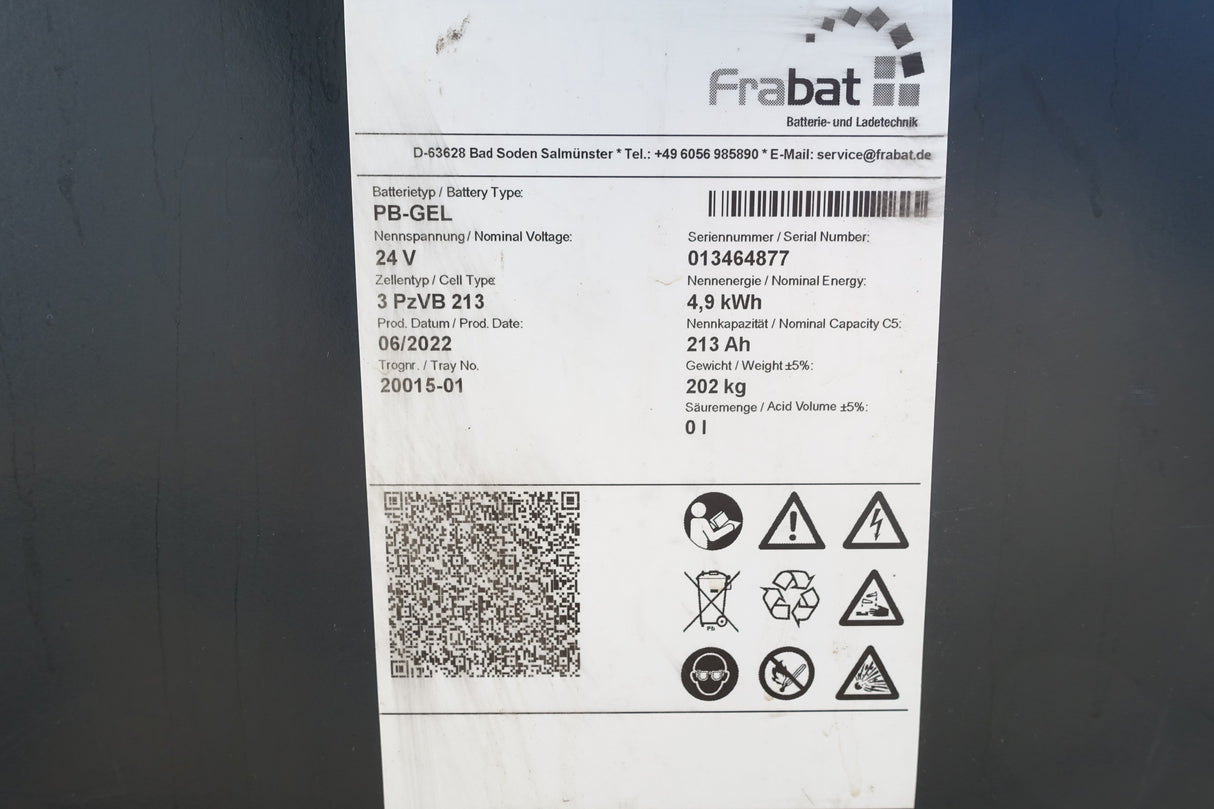 Frabat
Batterie- und Ladetechnik
D-63628 Bad Soden Salmünster * Tel.: +49 6056 985890 * E-Mail: service@frabat.de
Batterietyp / Battery Type:
PB-GEL
Nennspannung / Nominal Voltage:
24 V
Zellentyp / Cell Type:
3 PzVB 213
Prod. Datum / Prod. Date:
06/2022
Trognr. / Tray No.
20015-01
Seriennummer / Serial Number:
013464877
Nennenergie / Nominal Energy:
4,9 kWh
Nennkapazität / Nominal Capacity C5:
213 Ah
Gewicht / Weight ±5%:
202 kg
Säuremenge / Acid Volume ±5%:
0 l
Pb